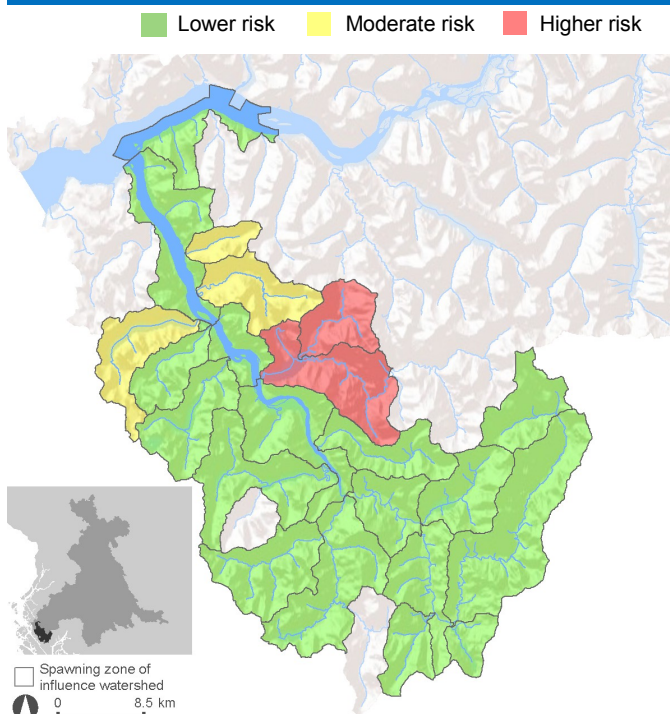 Lower risk Moderate risk Higher risk
Spawning zone of
influence watershed
0 8.5 km